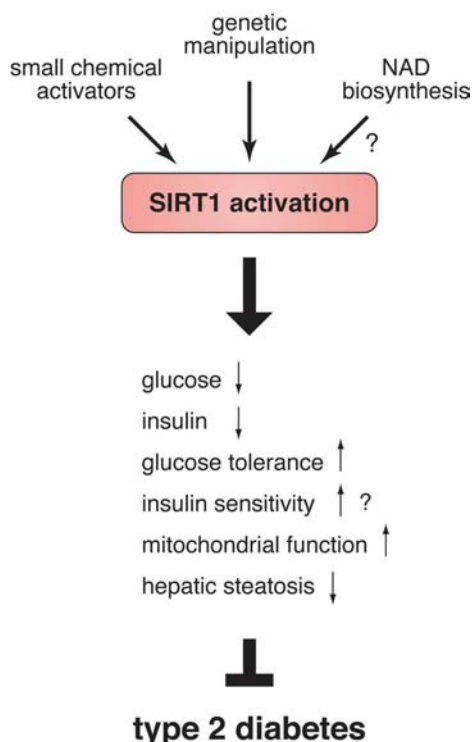 genetic
manipulation
small chemical
activators
NAD
biosynthesis
?
SIRT1 activation
glucose ↓
insulin ↓
glucose tolerance ↑
insulin sensitivity ↑ ?
mitochondrial function ↑
hepatic steatosis ↓
type 2 diabetes